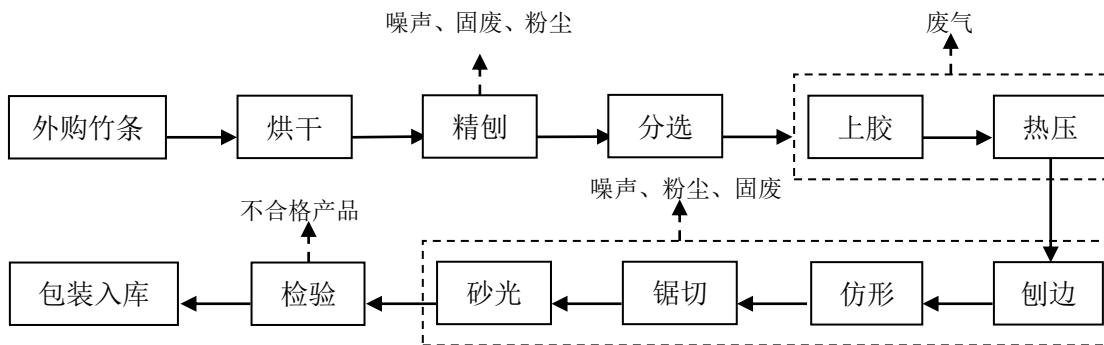 噪声、固废、粉尘
废气
外购竹条
烘干
精刨
分选
上胶
热压
噪声、粉尘、固废
不合格产品
包装入库
检验
砂光
锯切
仿形
刨边